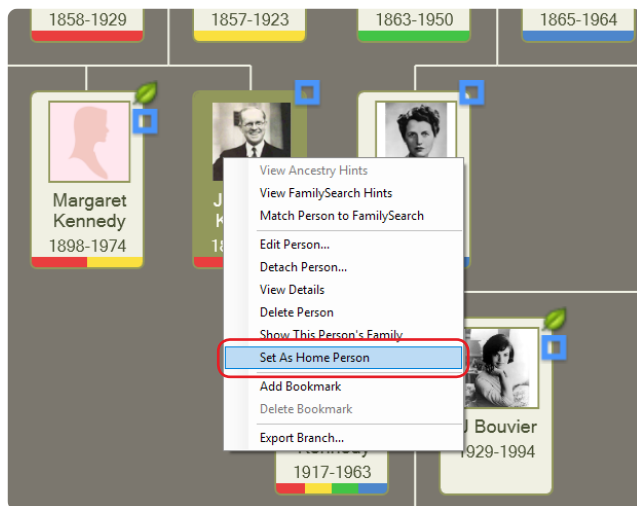 1858-1929
1857-1923
1863-1950
1865-1964
Margaret
Kennedy
1898-1974
View Ancestry Hints
View FamilySearch Hints
Match Person to FamilySearch
Edit Person...
Detach Person...
View Details
Delete Person
Show This Person's Family
Set As Home Person
Add Bookmark
Delete Bookmark
Export Branch...
Kennedy
1917-1963
J Bouvier
1929-1994